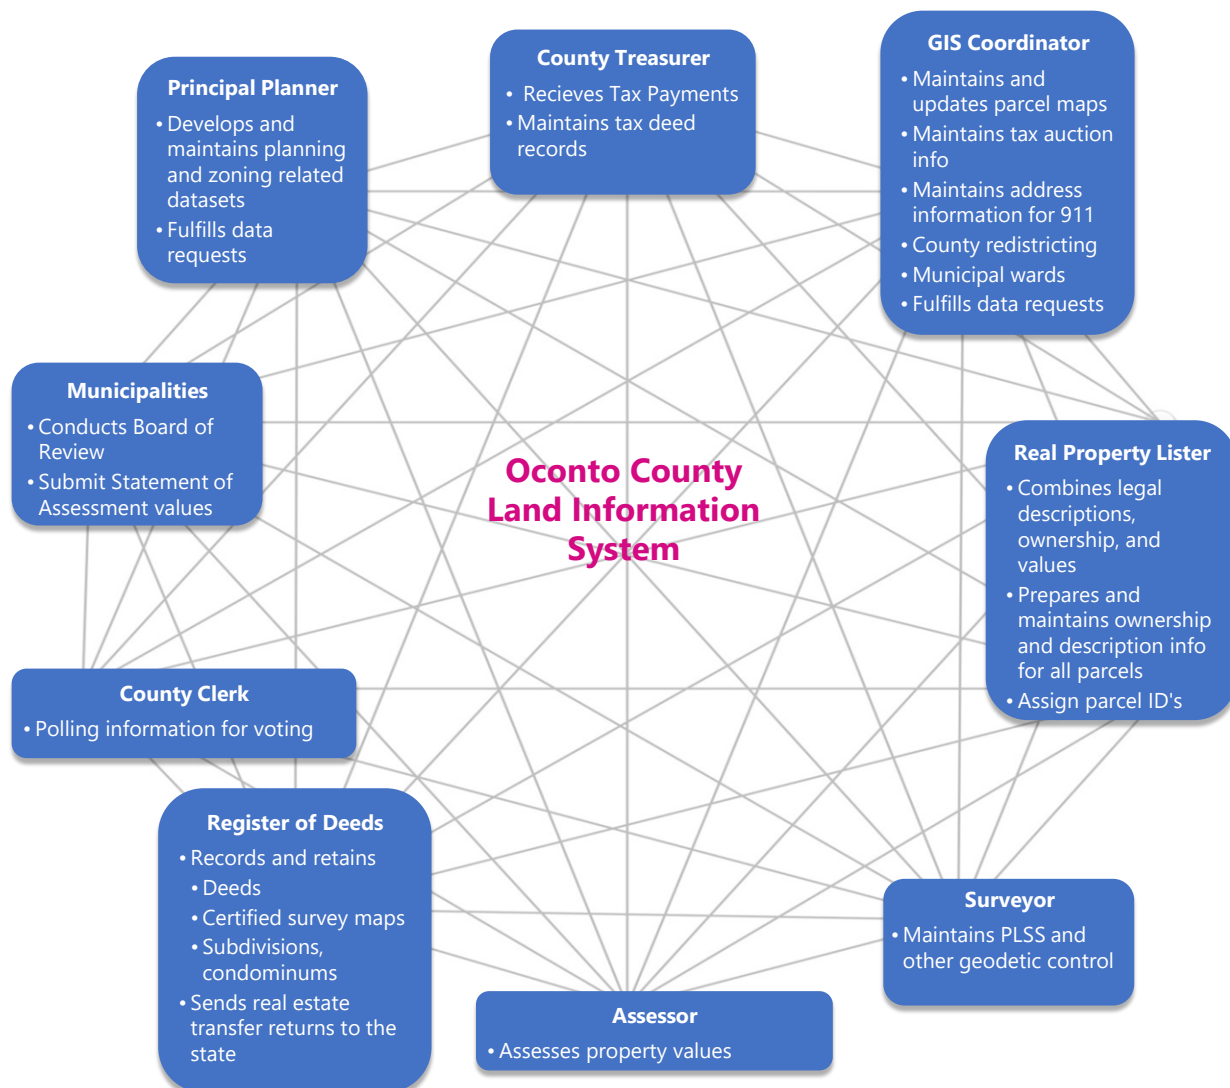 County Treasurer
• Recieves Tax Payments
• Maintains tax deed
records
GIS Coordinator
• Maintains and
updates parcel maps
• Maintains tax auction
info
• Maintains address
information for 911
• County redistricting
• Municipal wards
• Fulfills data requests
Principal Planner
• Develops and
maintains planning
and zoning related
datasets
• Fulfills data
requests
Municipalities
• Conducts Board of
Review
• Submit Statement of
Assessment values
Oconto County
Land Information
System
Real Property Lister
• Combines legal
descriptions,
ownership, and
values
• Prepares and
maintains ownership
and description info
for all parcels
• Assign parcel ID's
County Clerk
• Polling information for voting
Register of Deeds
• Records and retains
• Deeds
• Certified survey maps
• Subdivisions,
condominums
• Sends real estate
transfer returns to the
state
Surveyor
• Maintains PLSS and
other geodetic control
Assessor
• Assesses property values